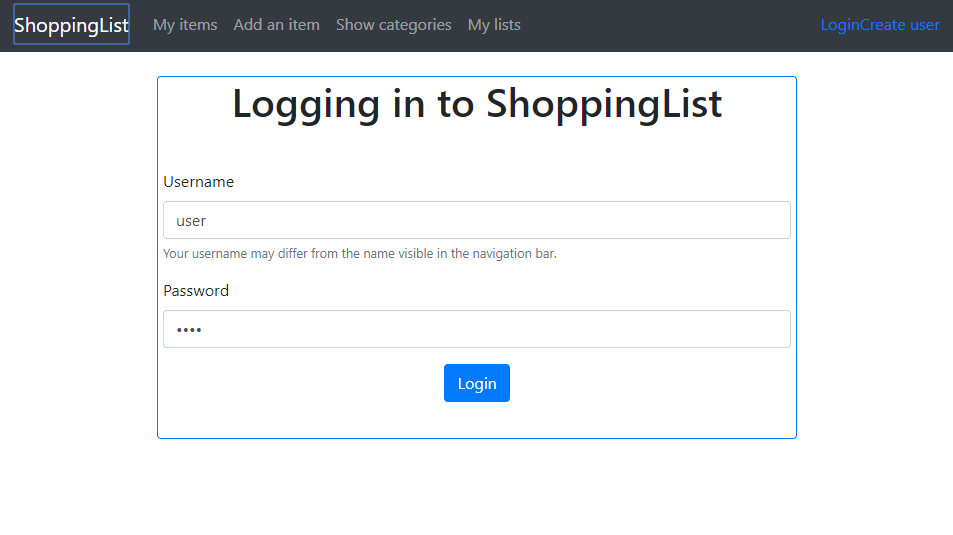 ShoppingList My items Add an item Show categories My lists LoginCreate user
Logging in to ShoppingList
Username
user
Your username may differ from the name visible in the navigation bar.
Password
••••
Login